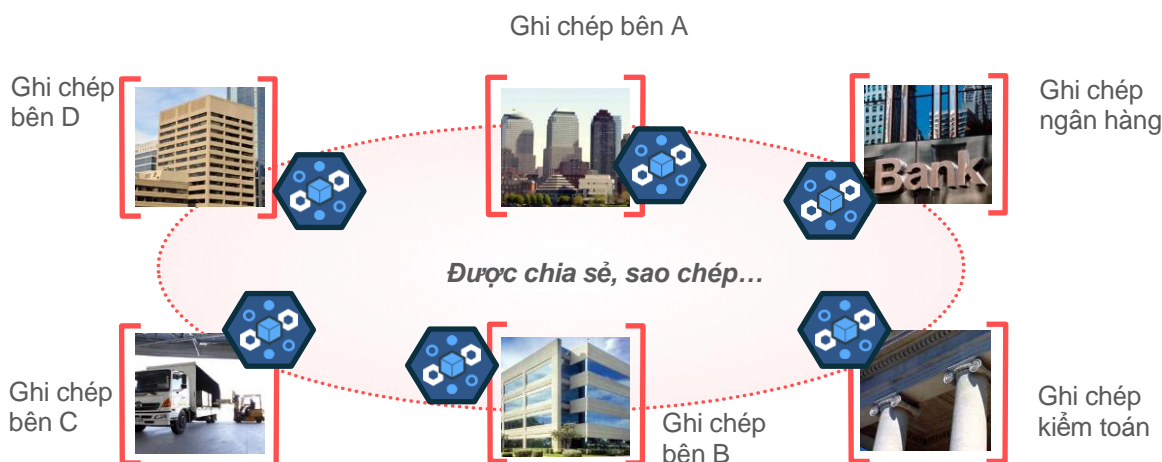 Ghi chép bên A
Ghi chép
bên D
Ghi chép
ngân hàng
Bank
Được chia sẻ, sao chép…
Ghi chép
bên C
Ghi chép
bên B
Ghi chép
kiểm toán